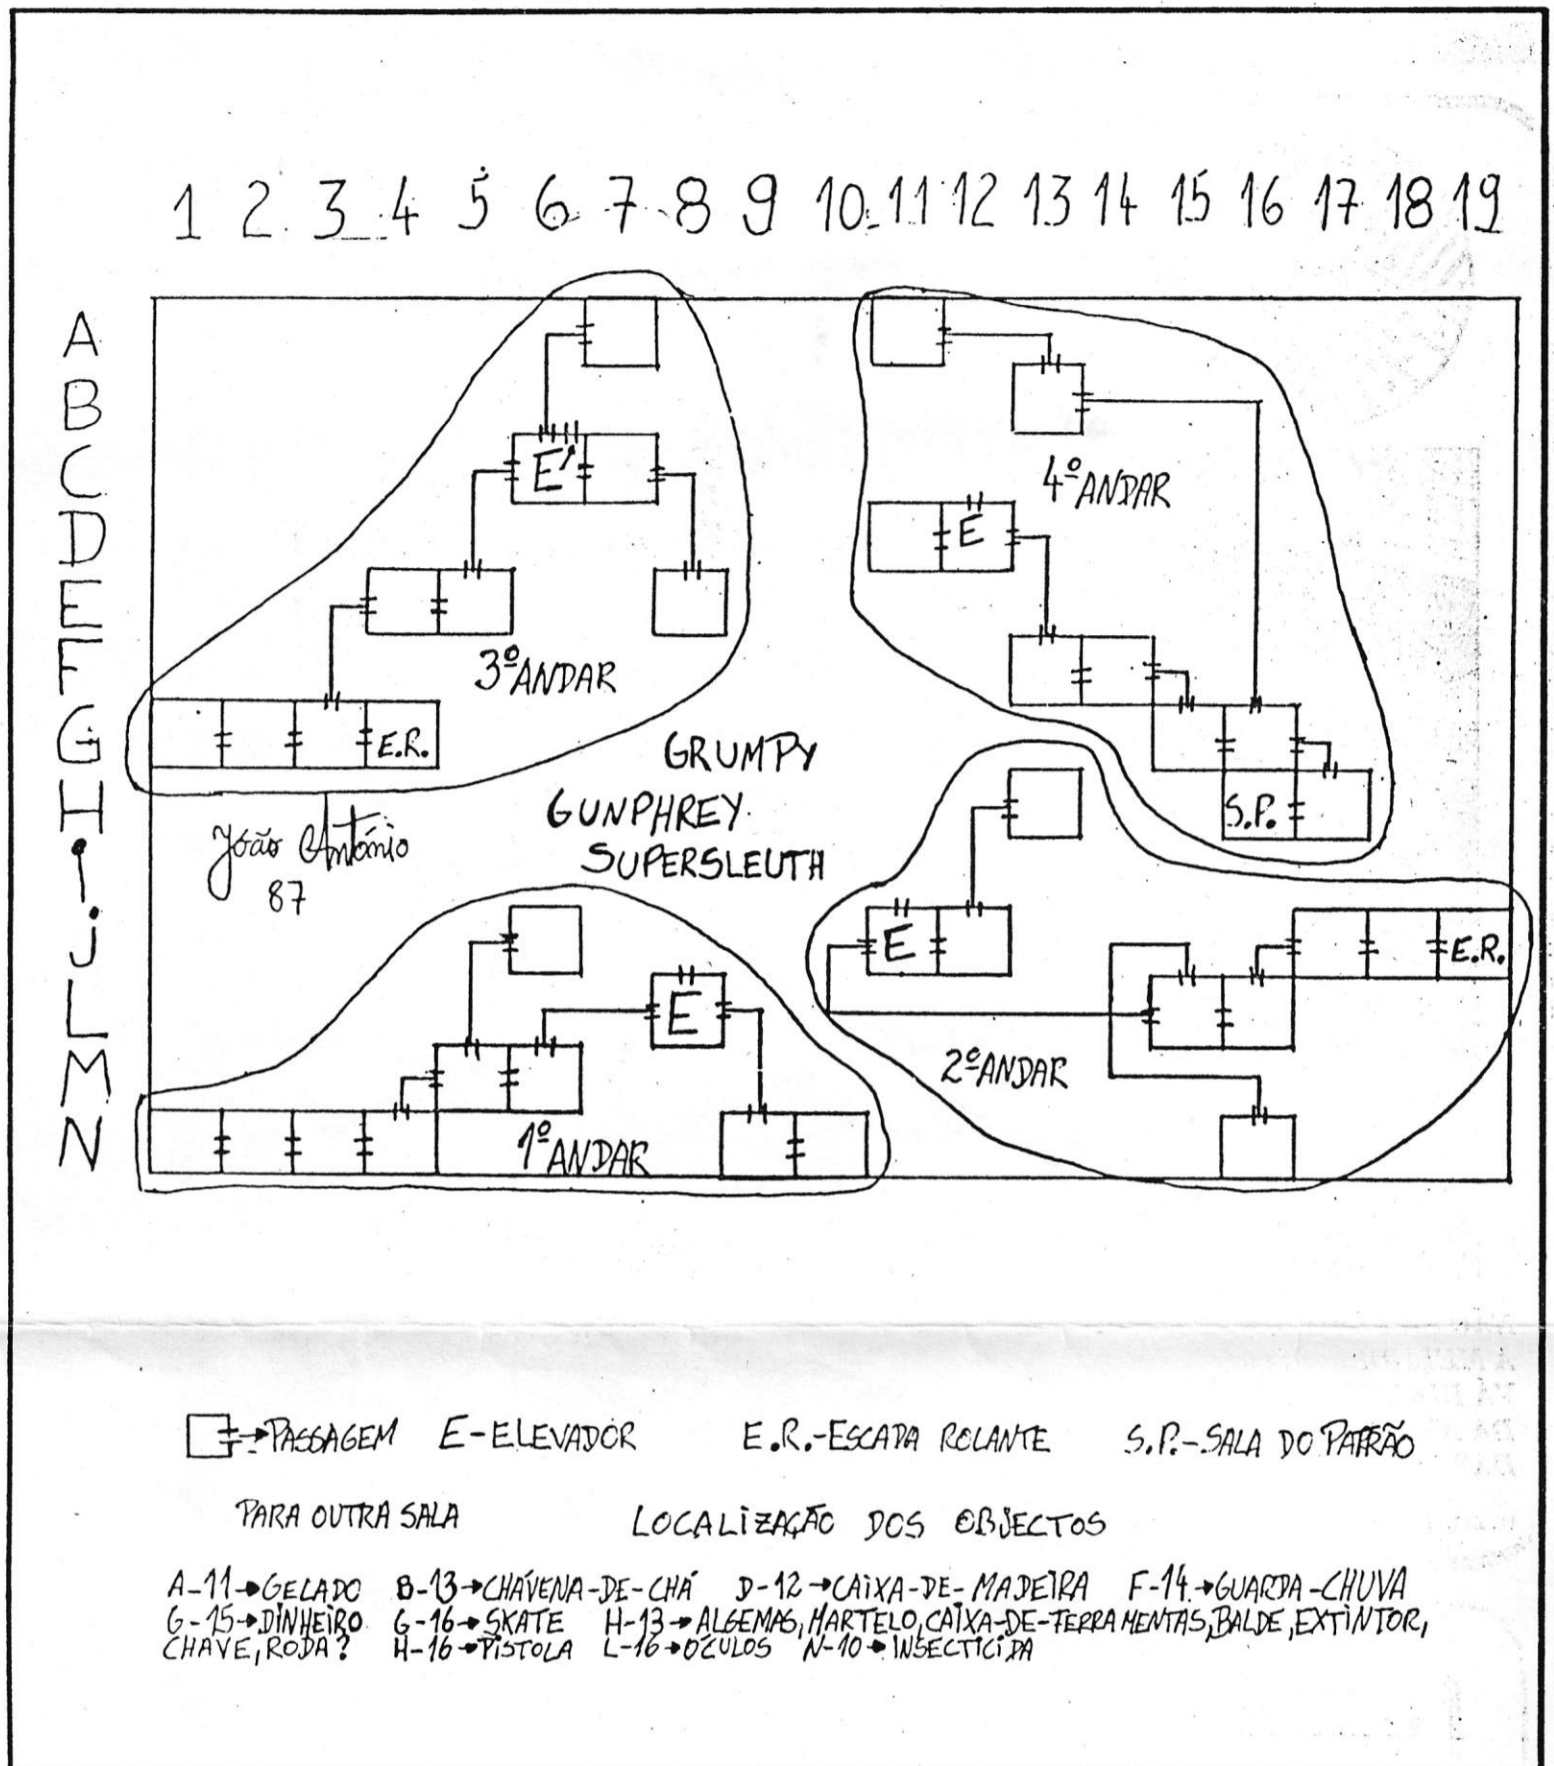 1 2 3 4 5 6 7 8 9 10 11 12 13 14 15 16 17 18 19
A
B
C
D
E
F
G
H
i
J
L
M
N
E
4º ANDAR
E
3º ANDAR
E.R.
GRUMPY
GUNPHREY
SUPERSLEUTH
S.P.
João António
87
E
E.R.
E
2º ANDAR
1º ANDAR
PASSAGEM E-ELEVADOR E.R.-ESCADA ROLANTE S.P.-SALA DO PATRÃO
PARA OUTRA SALA LOCALIZAÇÃO DOS OBJECTOS
A-11→GELADO B-13→CHÁVENA-DE-CHÁ D-12→CAIXA-DE-MADEIRA F-14→GUARDA-CHUVA
G-15→DINHEIRO G-16→SKATE H-13→ALGEMAS, MARTELO, CAIXA-DE-FERRAMENTAS, BALDE, EXTINTOR,
CHAVE, RODA? H-16→PISTOLA L-16→ÓCULOS N-10→INSECTICIDA